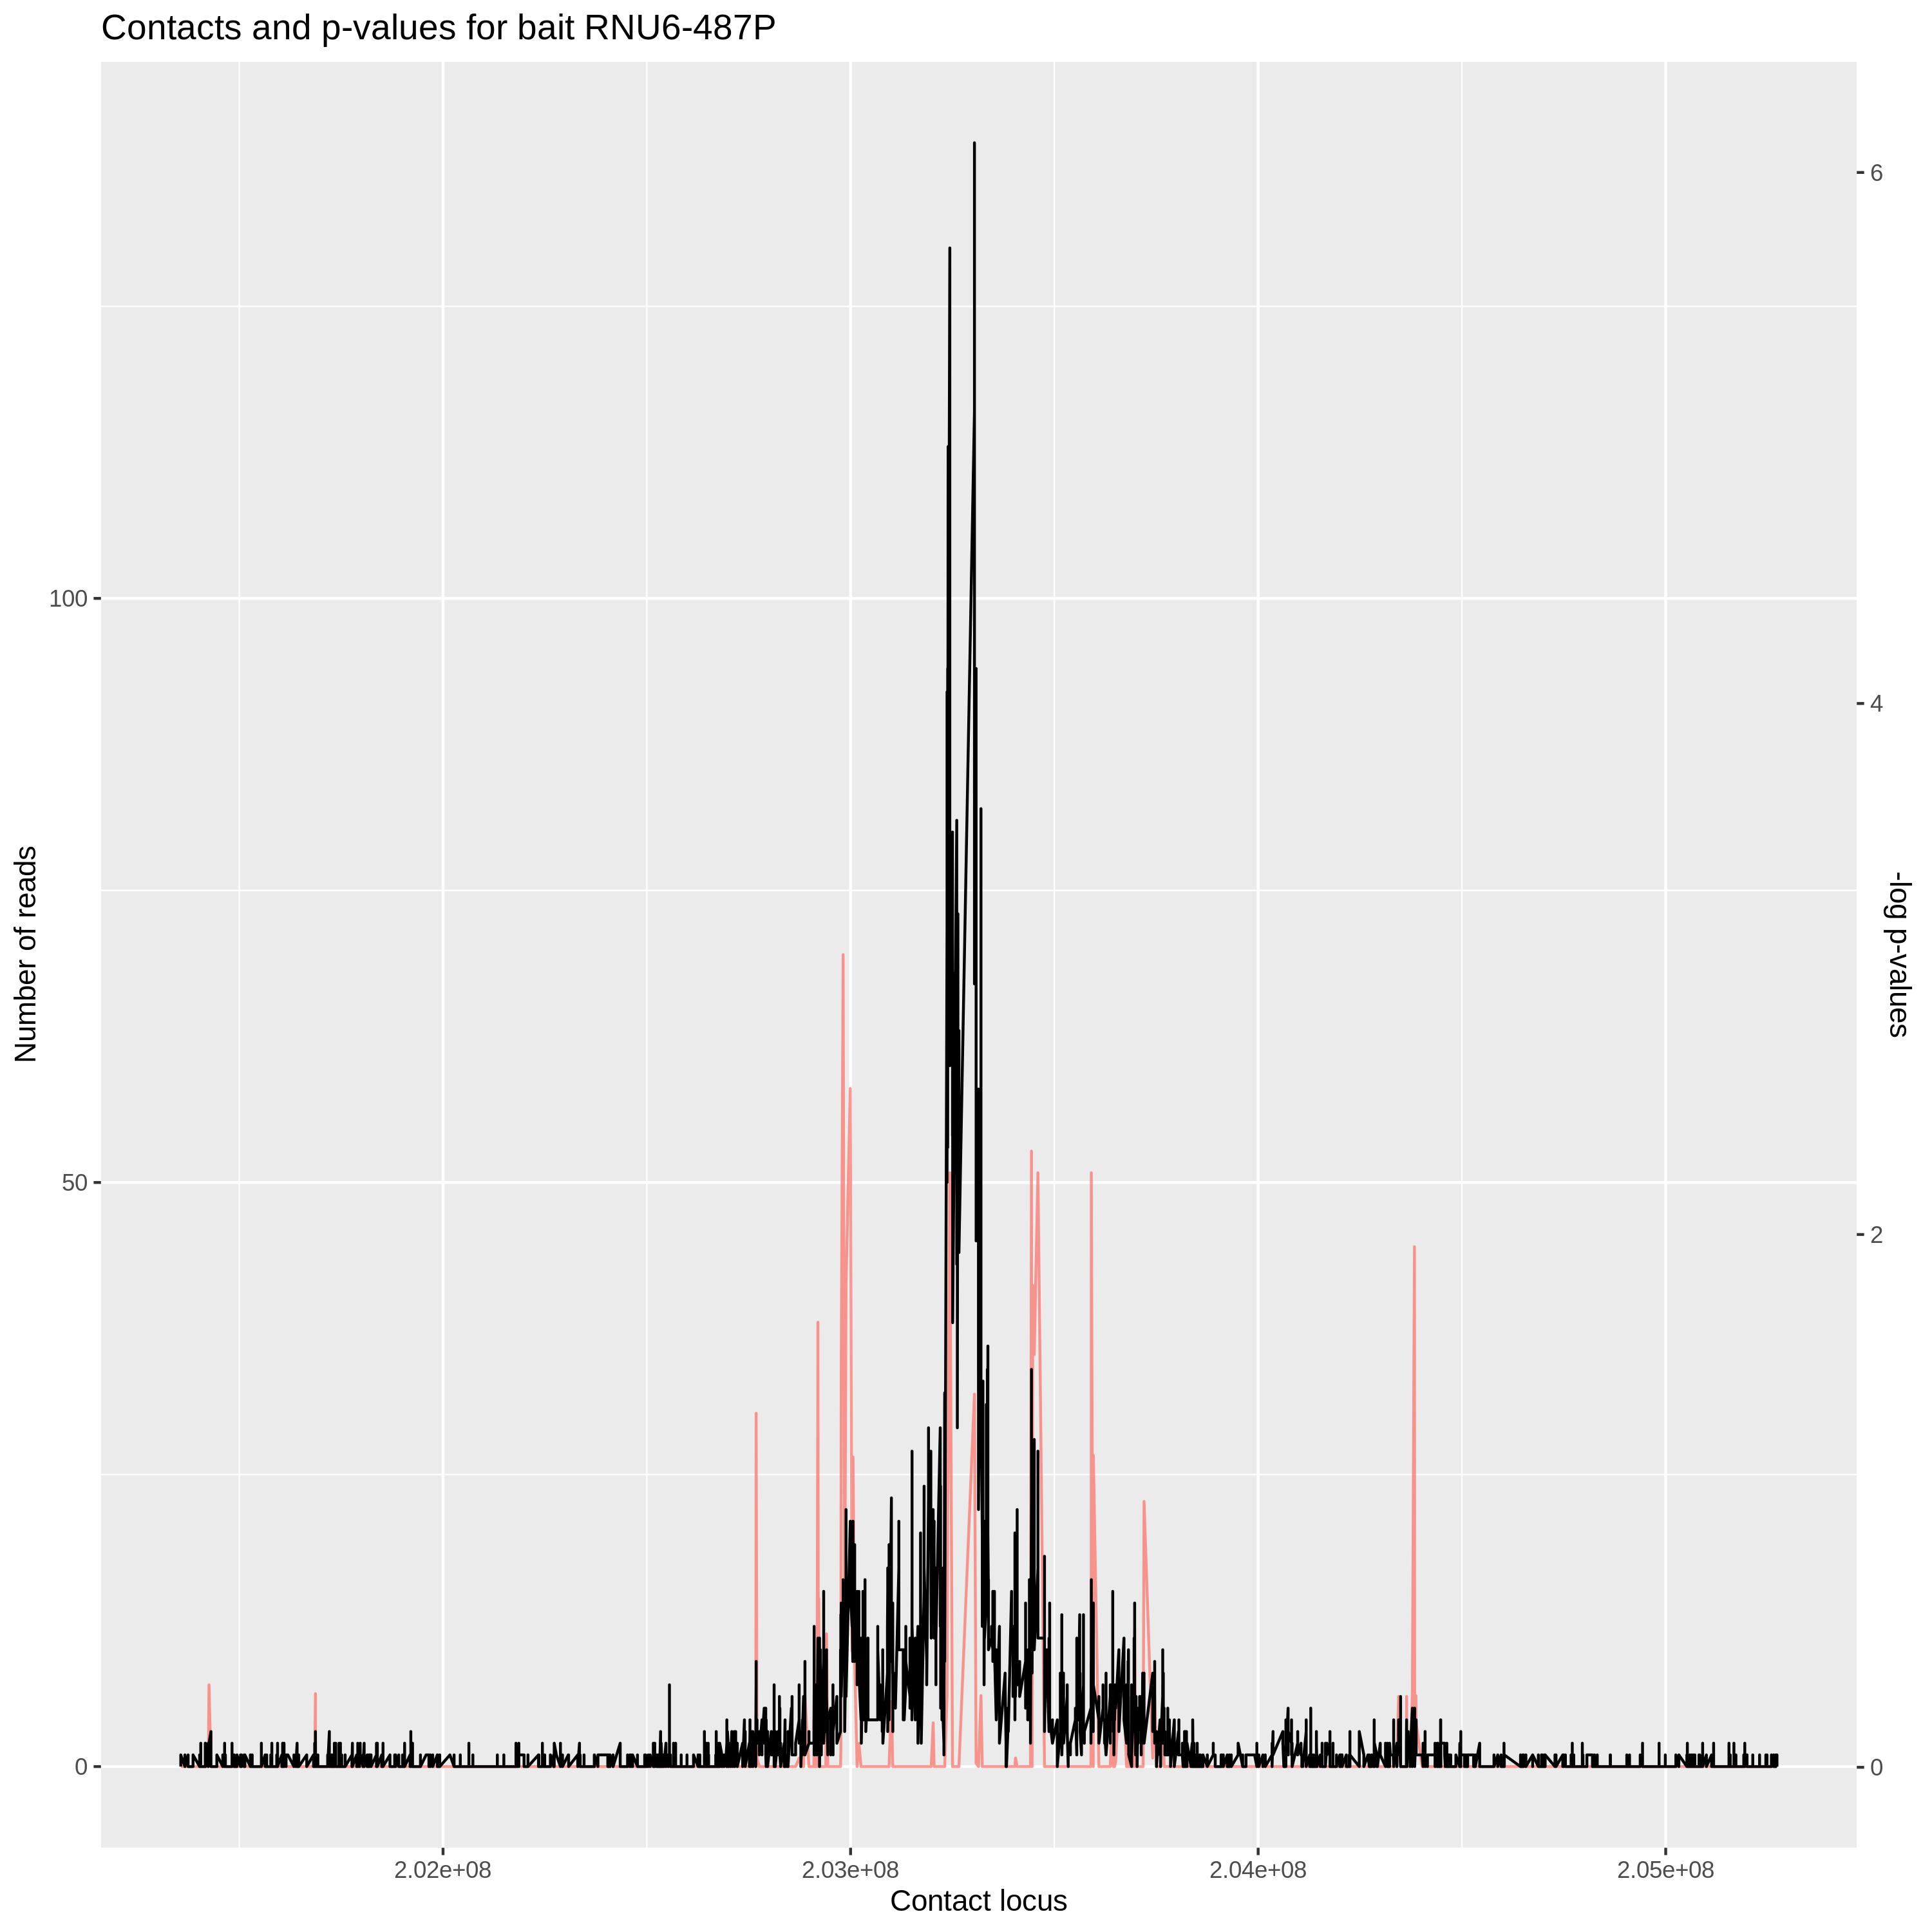 Contacts and p-values for bait RNU6-487P
Number of reads
100
50
0
6
4
2
0
-log p-values
2.02e+08
2.03e+08
2.04e+08
2.05e+08
Contact locus